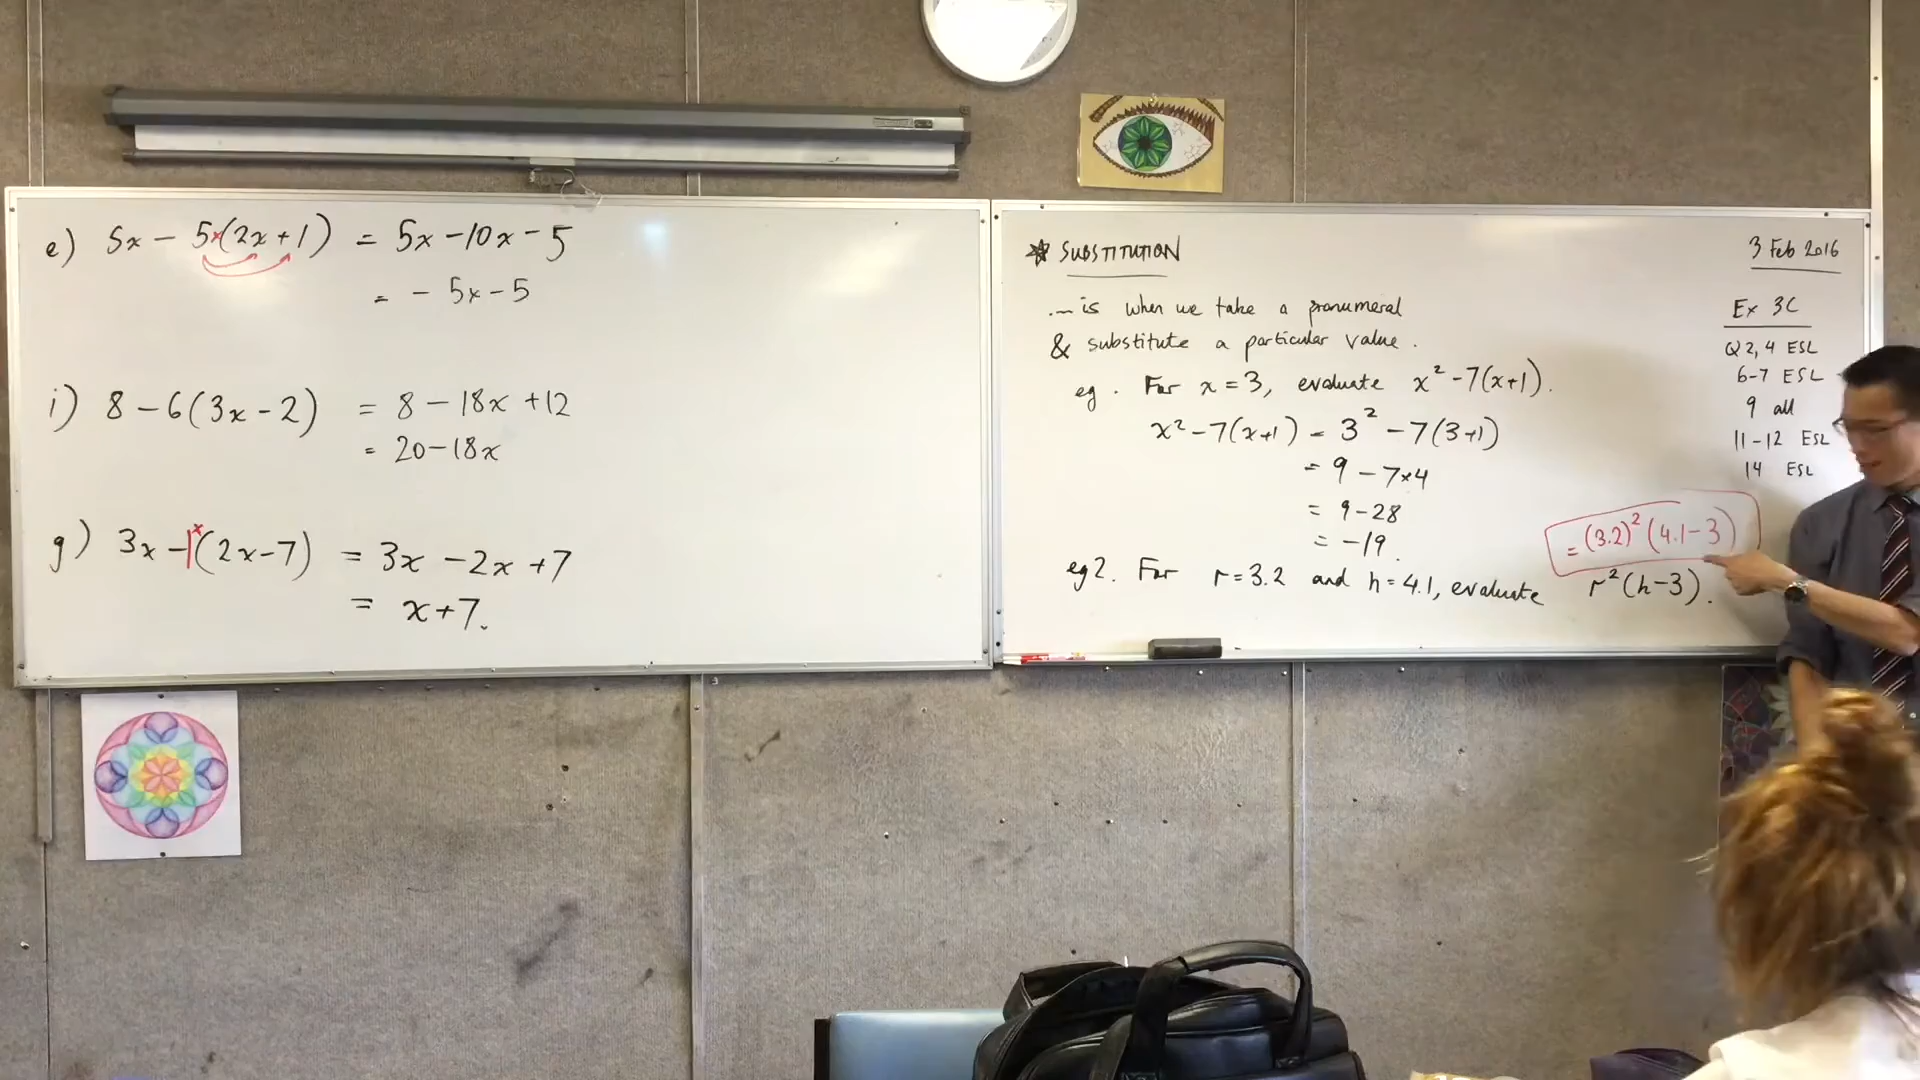 e) 5x - 5×(2x+1) = 5x -10x - 5
= - 5x - 5
i) 8 - 6(3x - 2) = 8 - 18x +12
= 20 - 18x
g) 3x - 1×(2x - 7) = 3x - 2x + 7
= x+7.
★ SUBSTITUTION
... is when we take a pronumeral
& substitute a particular value.
eg. For x = 3, evaluate x² - 7(x+1).
x² - 7(x+1) = 3² - 7(3+1)
= 9 - 7×4
= 9 - 28
= -19.
eg2. For r = 3.2 and h = 4.1, evaluate r²(h-3).
= (3.2)² (4.1-3)
3 Feb 2016
Ex 3C
Q 2, 4 ESL
6-7 ESL
9 all
11-12 ESL
14 ESL